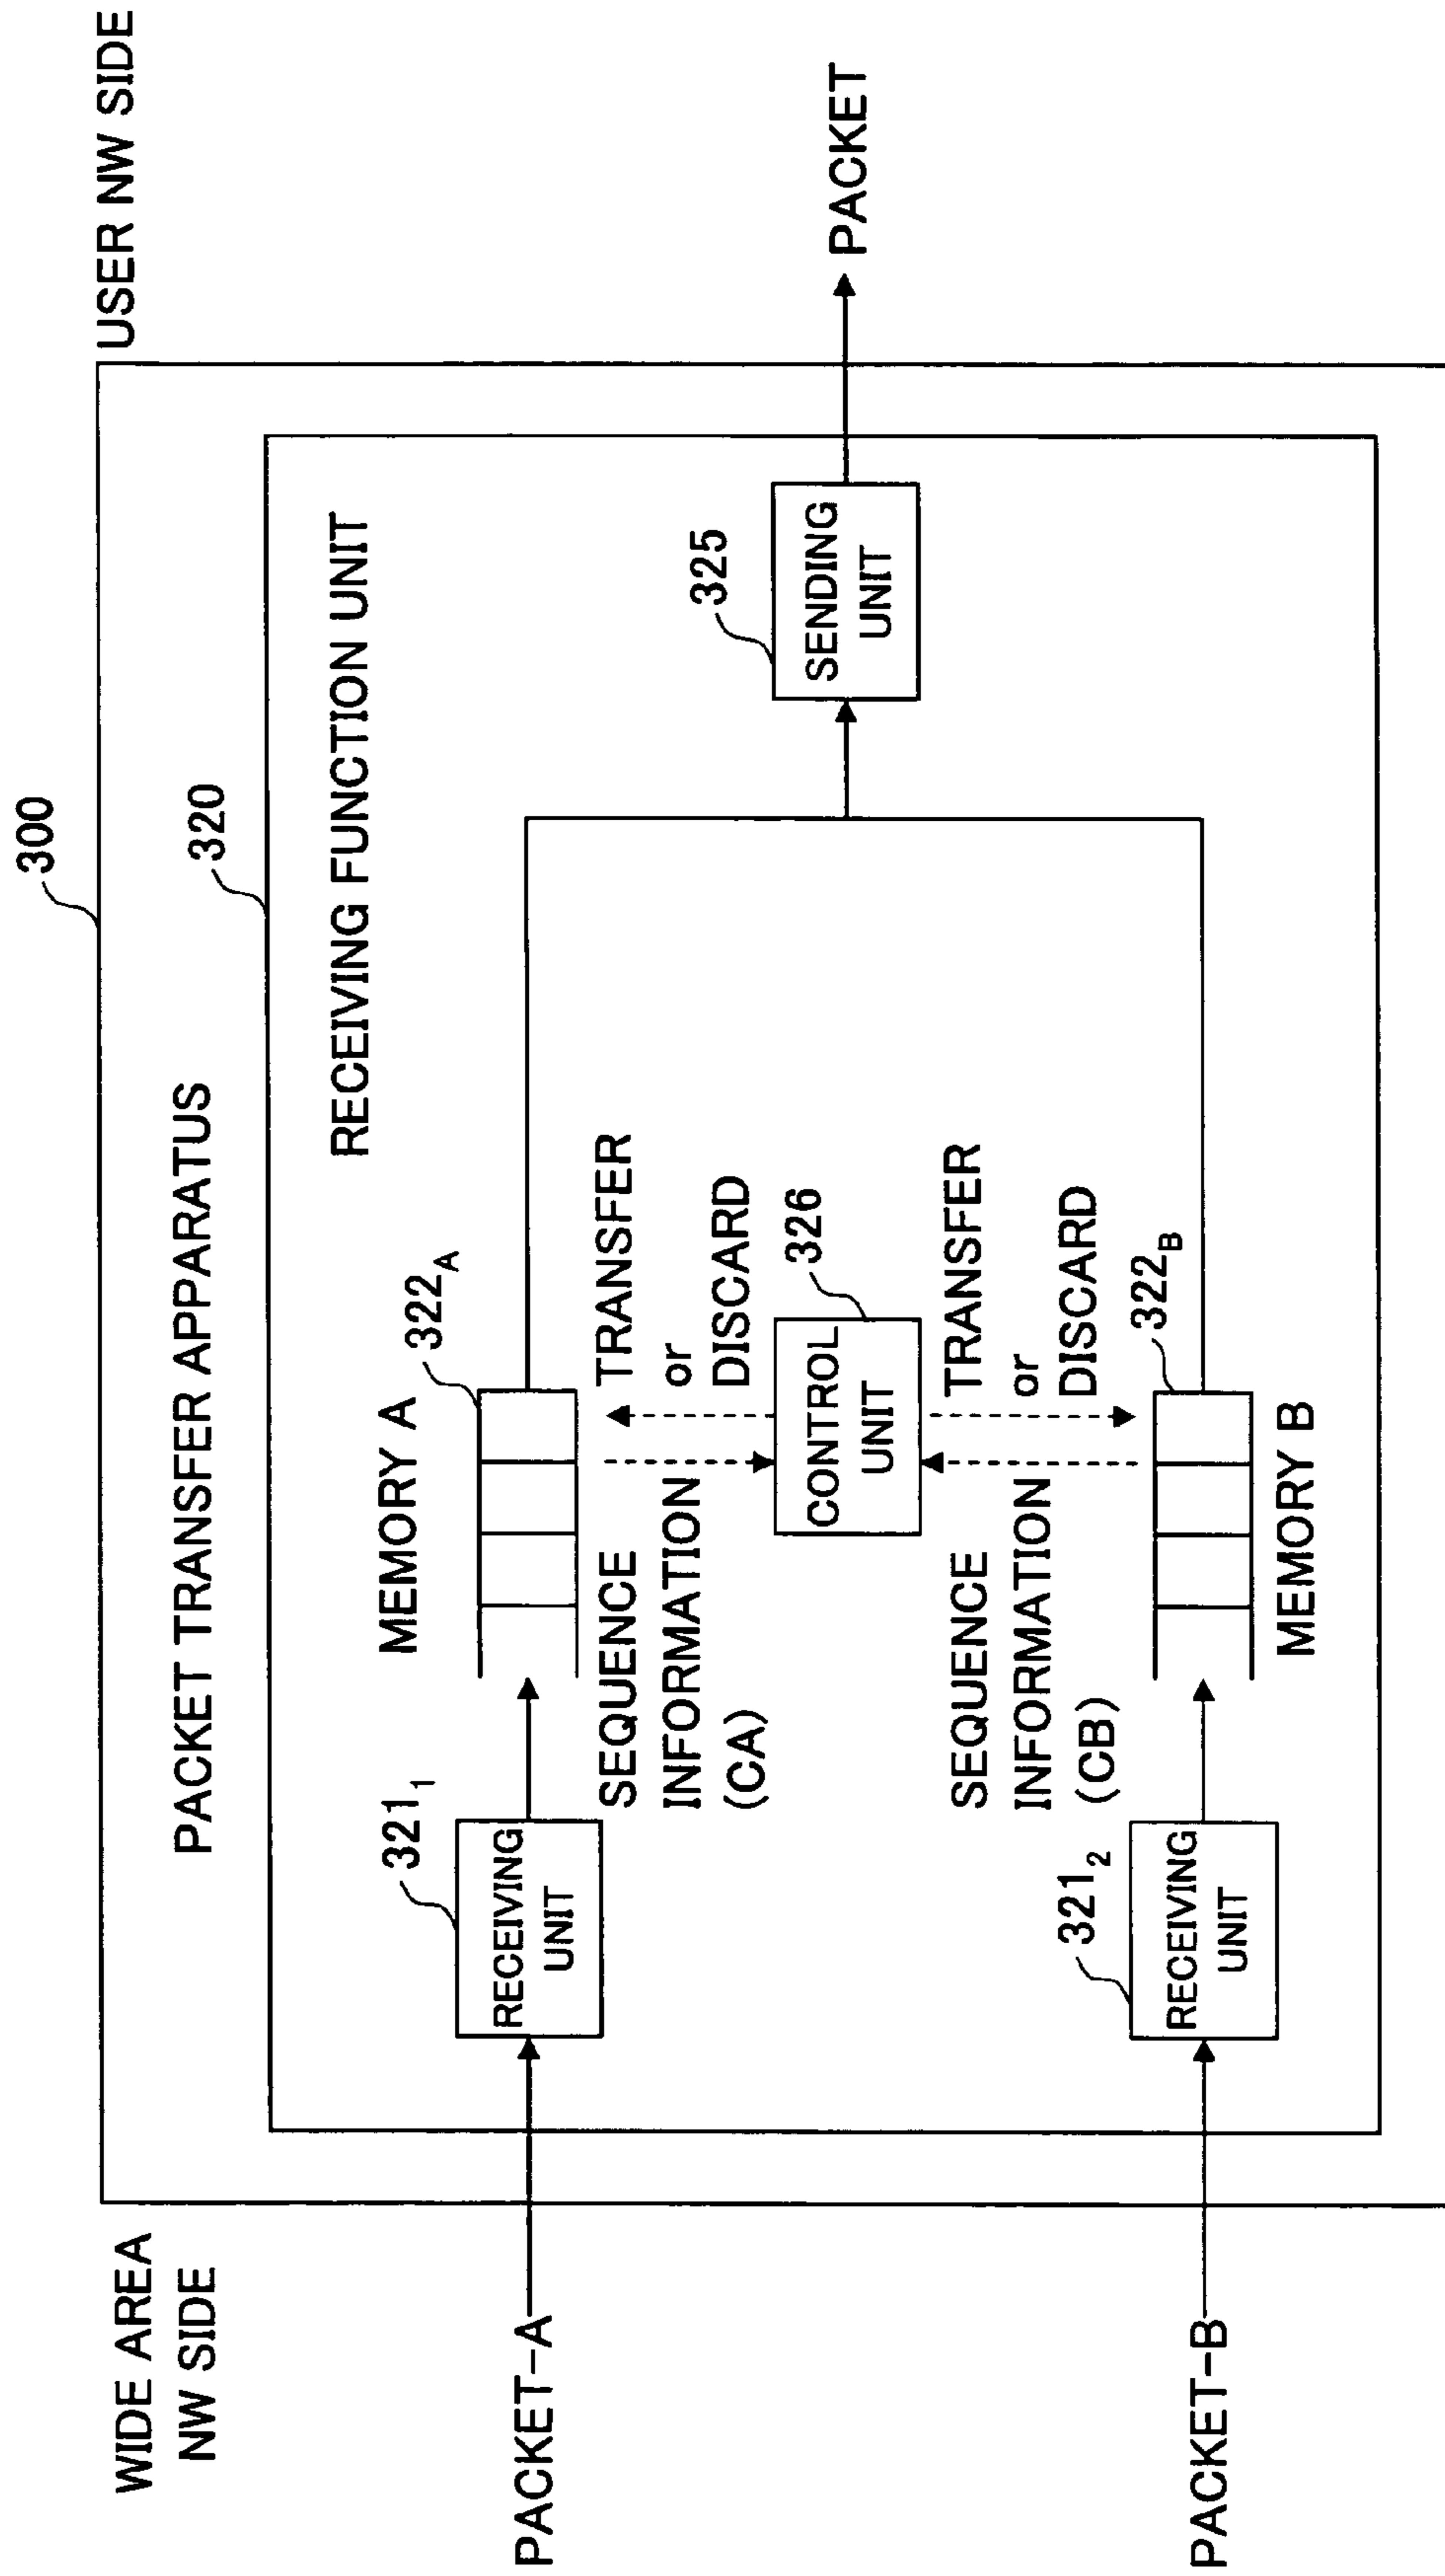 300
WIDE AREA
NW SIDE
USER NW SIDE
PACKET TRANSFER APPARATUS
320
RECEIVING FUNCTION UNIT
PACKET-A
321₁
RECEIVING
UNIT
MEMORY A
322A
SEQUENCE
INFORMATION
(CA)
TRANSFER
or
DISCARD
326
CONTROL
UNIT
325
SENDING
UNIT
PACKET
SEQUENCE
INFORMATION
(CB)
TRANSFER
or
DISCARD
PACKET-B
321₂
RECEIVING
UNIT
322B
MEMORY B